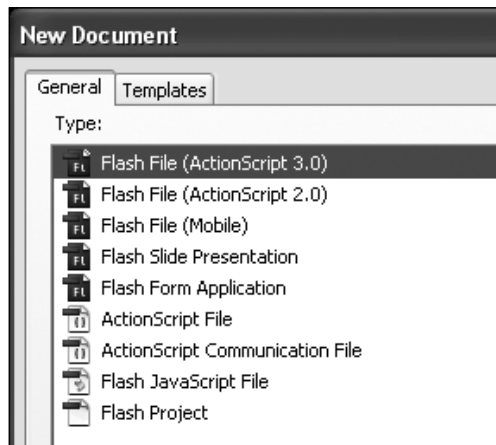 New Document
General Templates
Type:
Flash File (ActionScript 3.0)
Flash File (ActionScript 2.0)
Flash File (Mobile)
Flash Slide Presentation
Flash Form Application
ActionScript File
ActionScript Communication File
Flash JavaScript File
Flash Project